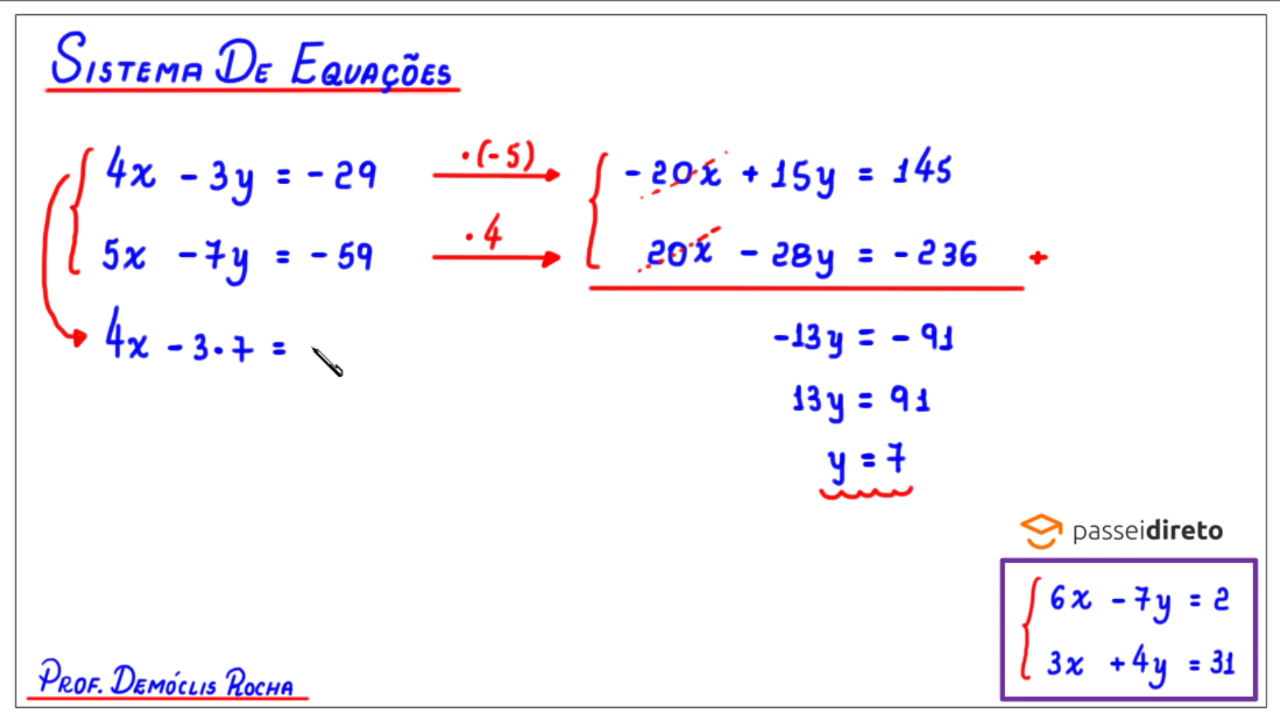 SISTEMA DE EQUAÇÕES
4x - 3y = - 29
5x - 7y = - 59
4x - 3 · 7 =
· (- 5)
· 4
- 20x + 15y = 145
20x - 28y = - 236 +
-13y = - 91
13y = 91
y = 7
passeidireto
6x - 7y = 2
3x + 4y = 31
PROF. DEMÓCLIS ROCHA